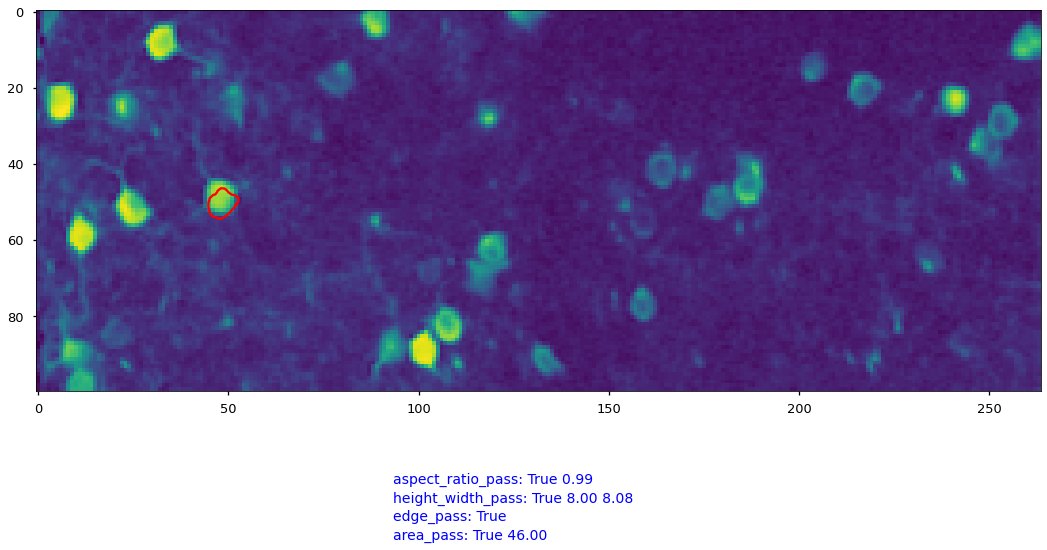 0
20
40
60
80
0 50 100 150 200 250
aspect_ratio_pass: True 0.99
height_width_pass: True 8.00 8.08
edge_pass: True
area_pass: True 46.00